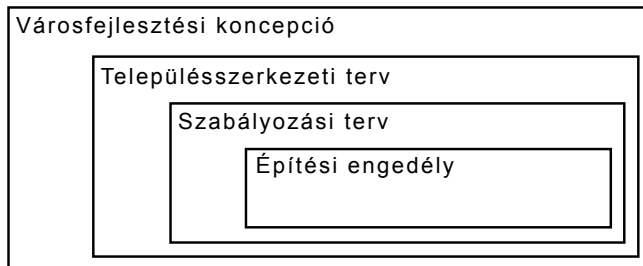 Városfejlesztési koncepció
Településszerkezeti terv
Szabályozási terv
Építési engedély